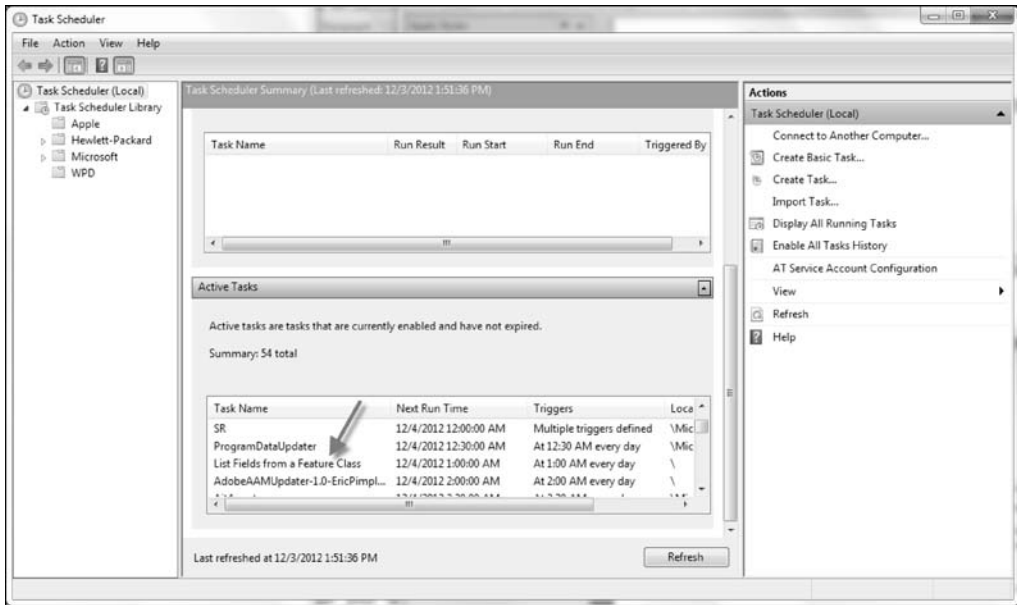 Task Scheduler
File Action View Help
Task Scheduler (Local)
Task Scheduler Library
Apple
Hewlett-Packard
Microsoft
WPD
Task Scheduler Summary (Last refreshed: 12/3/2012 1:51:36 PM)
Task Name Run Result Run Start Run End Triggered By
Active Tasks
Active tasks are tasks that are currently enabled and have not expired.
Summary: 54 total
Task Name Next Run Time Triggers Loca
SR 12/4/2012 12:00:00 AM Multiple triggers defined \Mic
ProgramDataUpdater 12/4/2012 12:30:00 AM At 12:30 AM every day \Mic
List Fields from a Feature Class 12/4/2012 1:00:00 AM At 1:00 AM every day \
AdobeAAMUpdater-1.0-EricPimpl... 12/4/2012 2:00:00 AM At 2:00 AM every day \
Last refreshed at 12/3/2012 1:51:36 PM
Refresh
Actions
Task Scheduler (Local)
Connect to Another Computer...
Create Basic Task...
Create Task...
Import Task...
Display All Running Tasks
Enable All Tasks History
AT Service Account Configuration
View
Refresh
Help